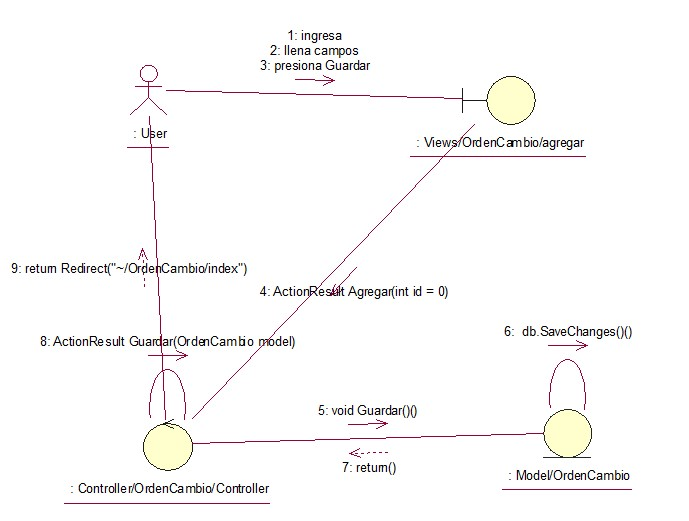 1: ingresa
2: llena campos
3: presiona Guardar
: User
: Views/OrdenCambio/agregar
9: return Redirect("~/OrdenCambio/index")
4: ActionResult Agregar(int id = 0)
8: ActionResult Guardar(OrdenCambio model)
6: db.SaveChanges()()
5: void Guardar()()
7: return()
: Controller/OrdenCambio/Controller
: Model/OrdenCambio